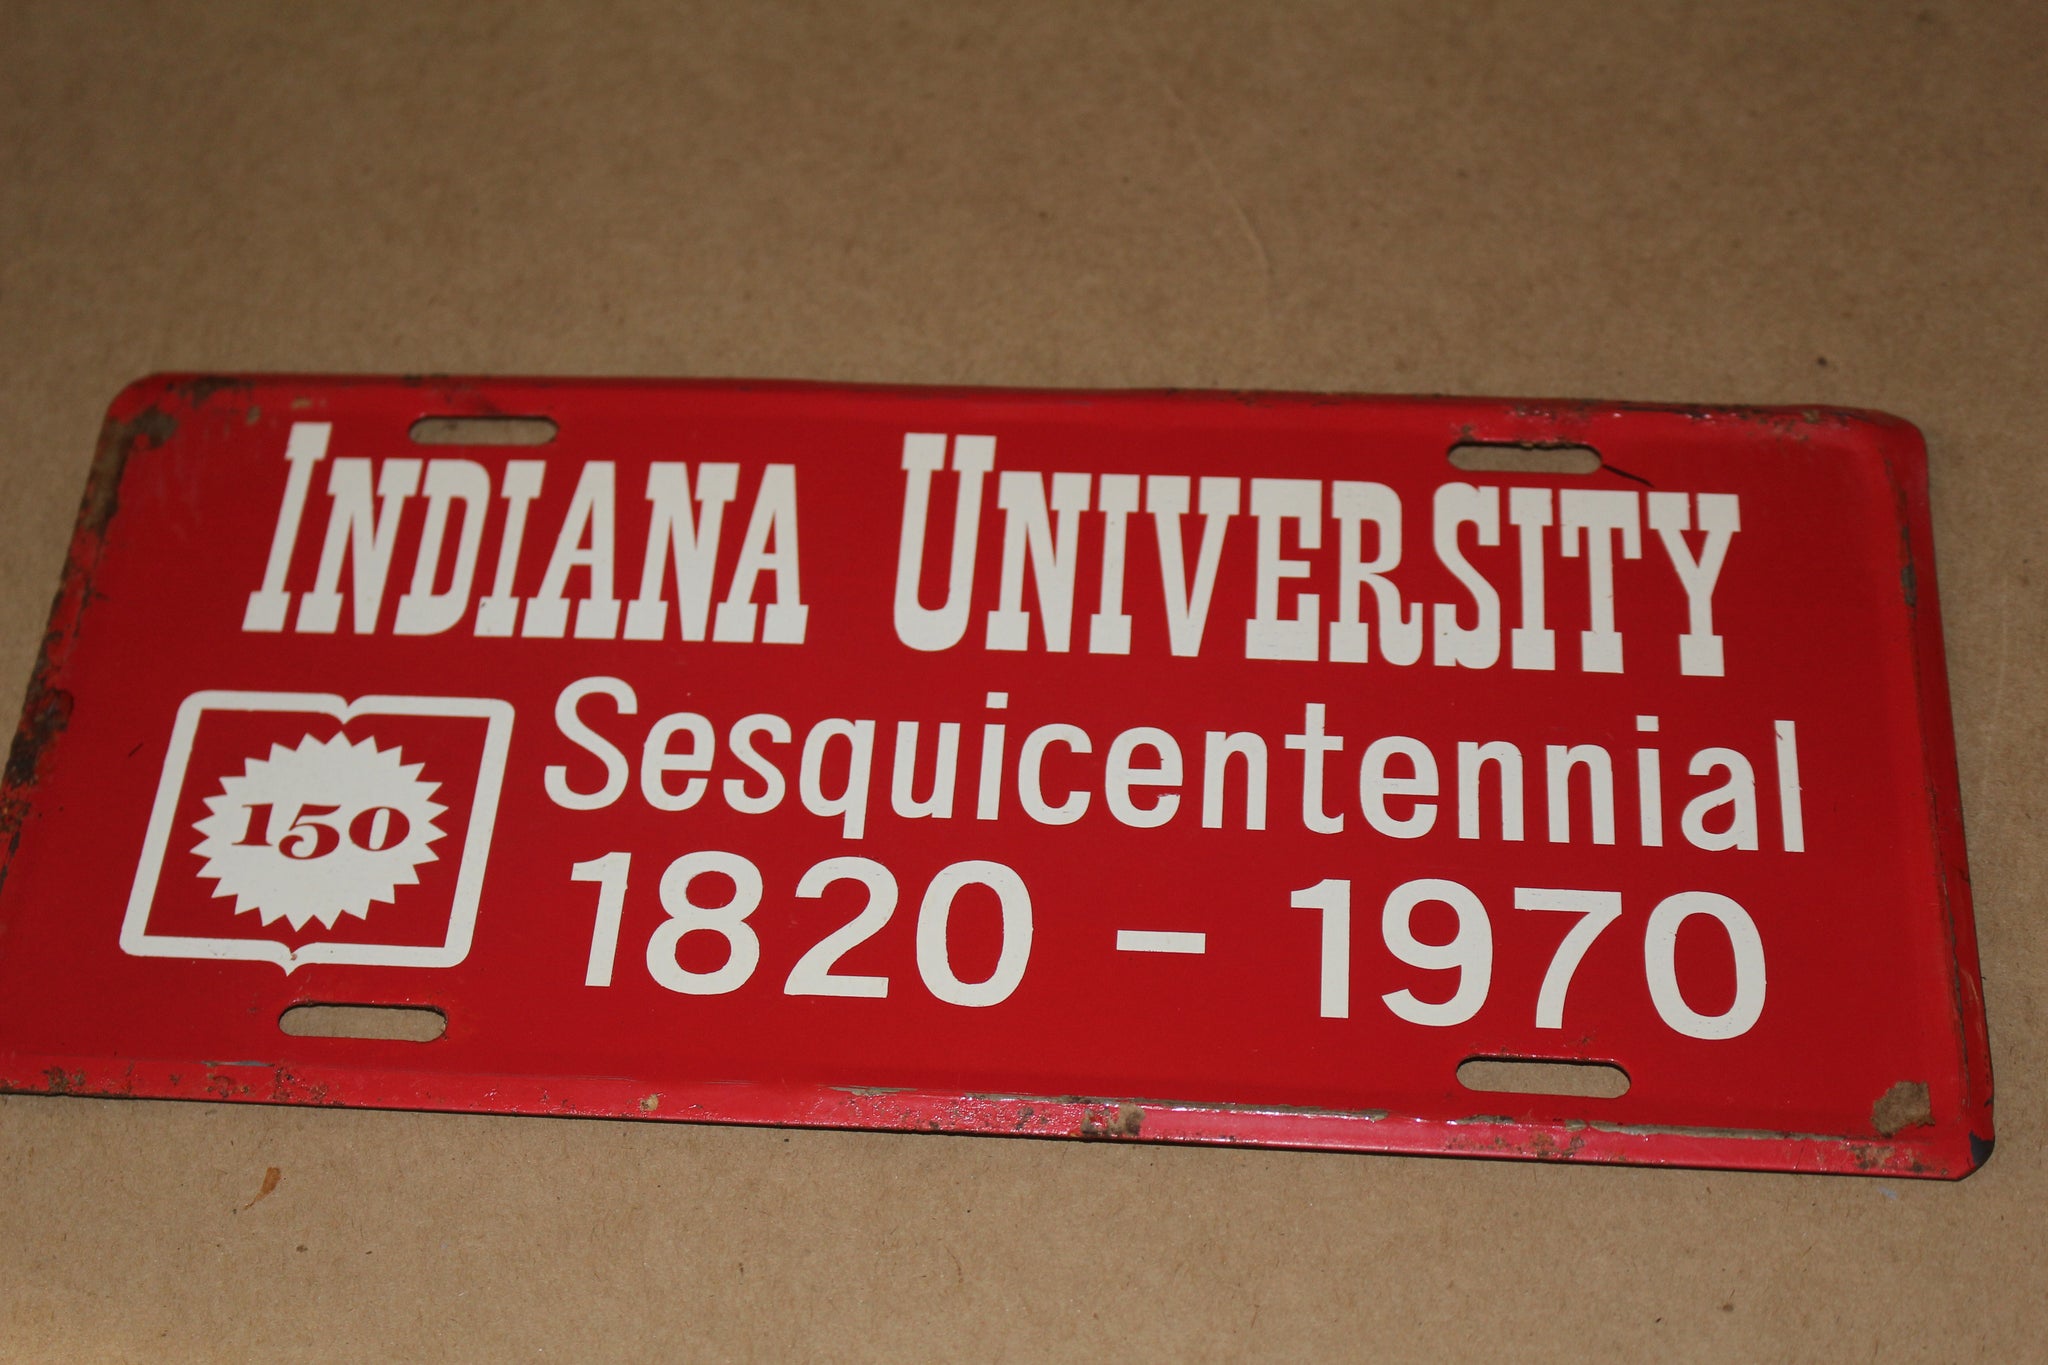 INDIANA UNIVERSITY
150
Sesquicentennial
1820 - 1970